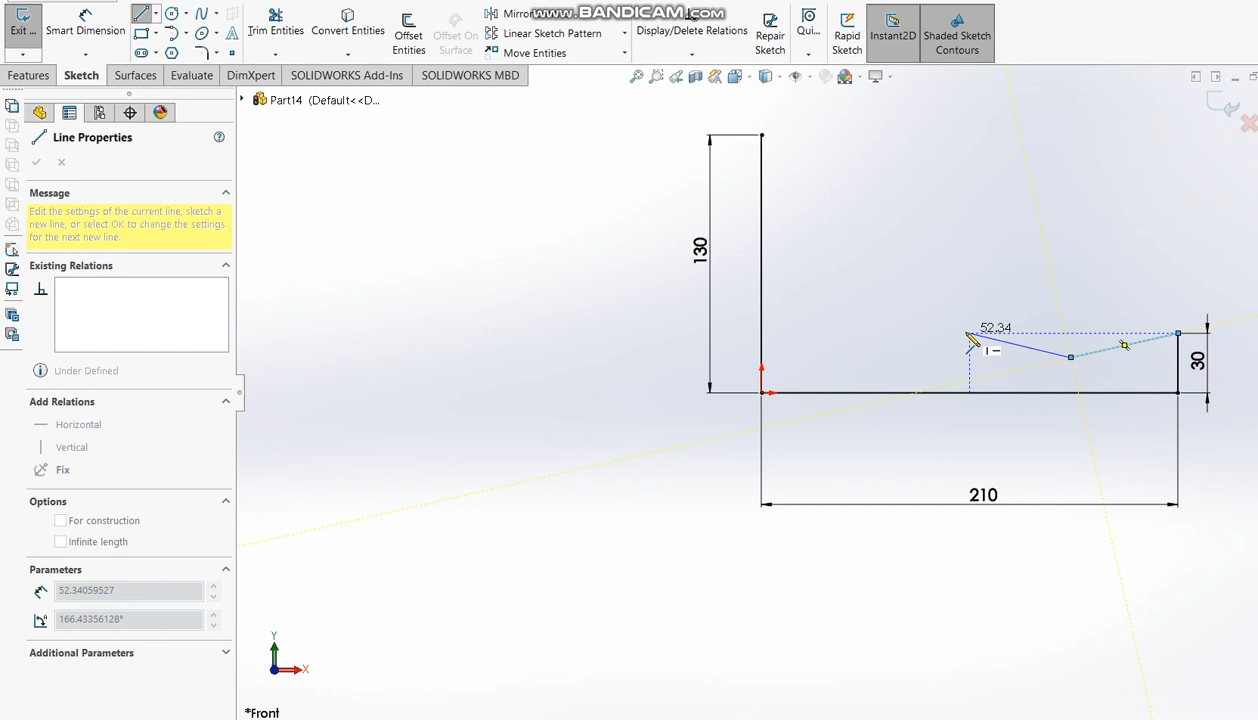 Exit ...
Smart Dimension
Trim Entities
Convert Entities
Offset Entities
Offset On Surface
Mirror
Linear Sketch Pattern
Move Entities
www.BANDICAM.com
Display/Delete Relations
Repair Sketch
Qui...
Rapid Sketch
Instant2D
Shaded Sketch Contours
Features
Sketch
Surfaces
Evaluate
DimXpert
SOLIDWORKS Add-Ins
SOLIDWORKS MBD
Part14 (Default<<D...
Line Properties
Message
Edit the settings of the current line, sketch a
new line, or select OK to change the settings
for the next new line.
Existing Relations
Under Defined
Add Relations
Horizontal
Vertical
Fix
Options
For construction
Infinite length
Parameters
52.34059527
166.43356128°
Additional Parameters
130
52.34
30
210
Y
X
*Front